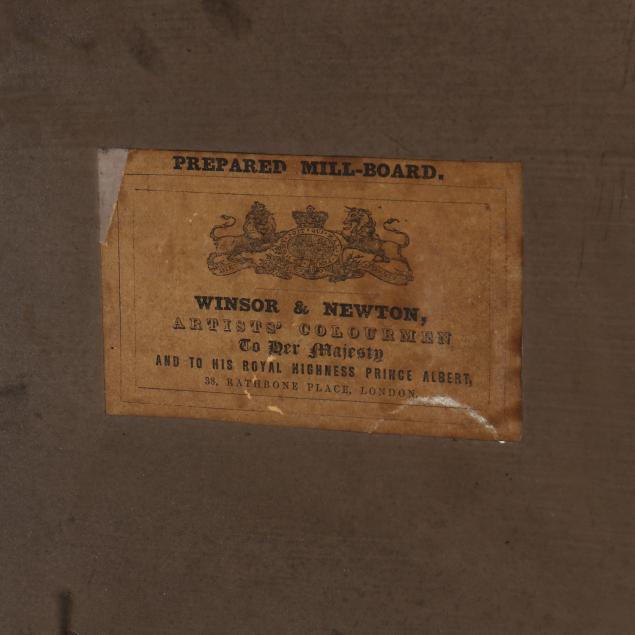 PREPARED MILL-BOARD.
WINSOR & NEWTON,
ARTISTS' COLOURMEN
To Her Majesty
AND TO HIS ROYAL HIGHNESS PRINCE ALBERT,
38, RATHBONE PLACE, LONDON.